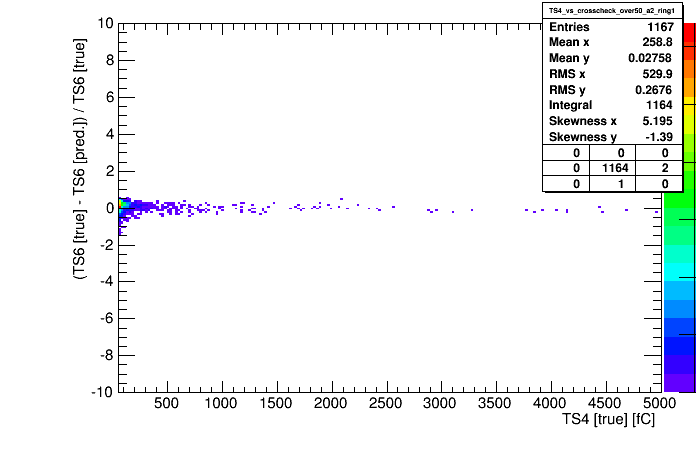 TS4_vs_crosscheck_over50_a2_ring1
Entries 1167
Mean x 258.8
Mean y 0.02758
RMS x 529.9
RMS y 0.2676
Integral 1164
Skewness x 5.195
Skewness y -1.39
0 0 0
0 1164 2
0 1 0
(TS6 [true] - TS6 [pred.]) / TS6 [true]
10
8
6
4
2
0
-2
-4
-6
-8
-10
500 1000 1500 2000 2500 3000 3500 4000 4500 5000
TS4 [true] [fC]